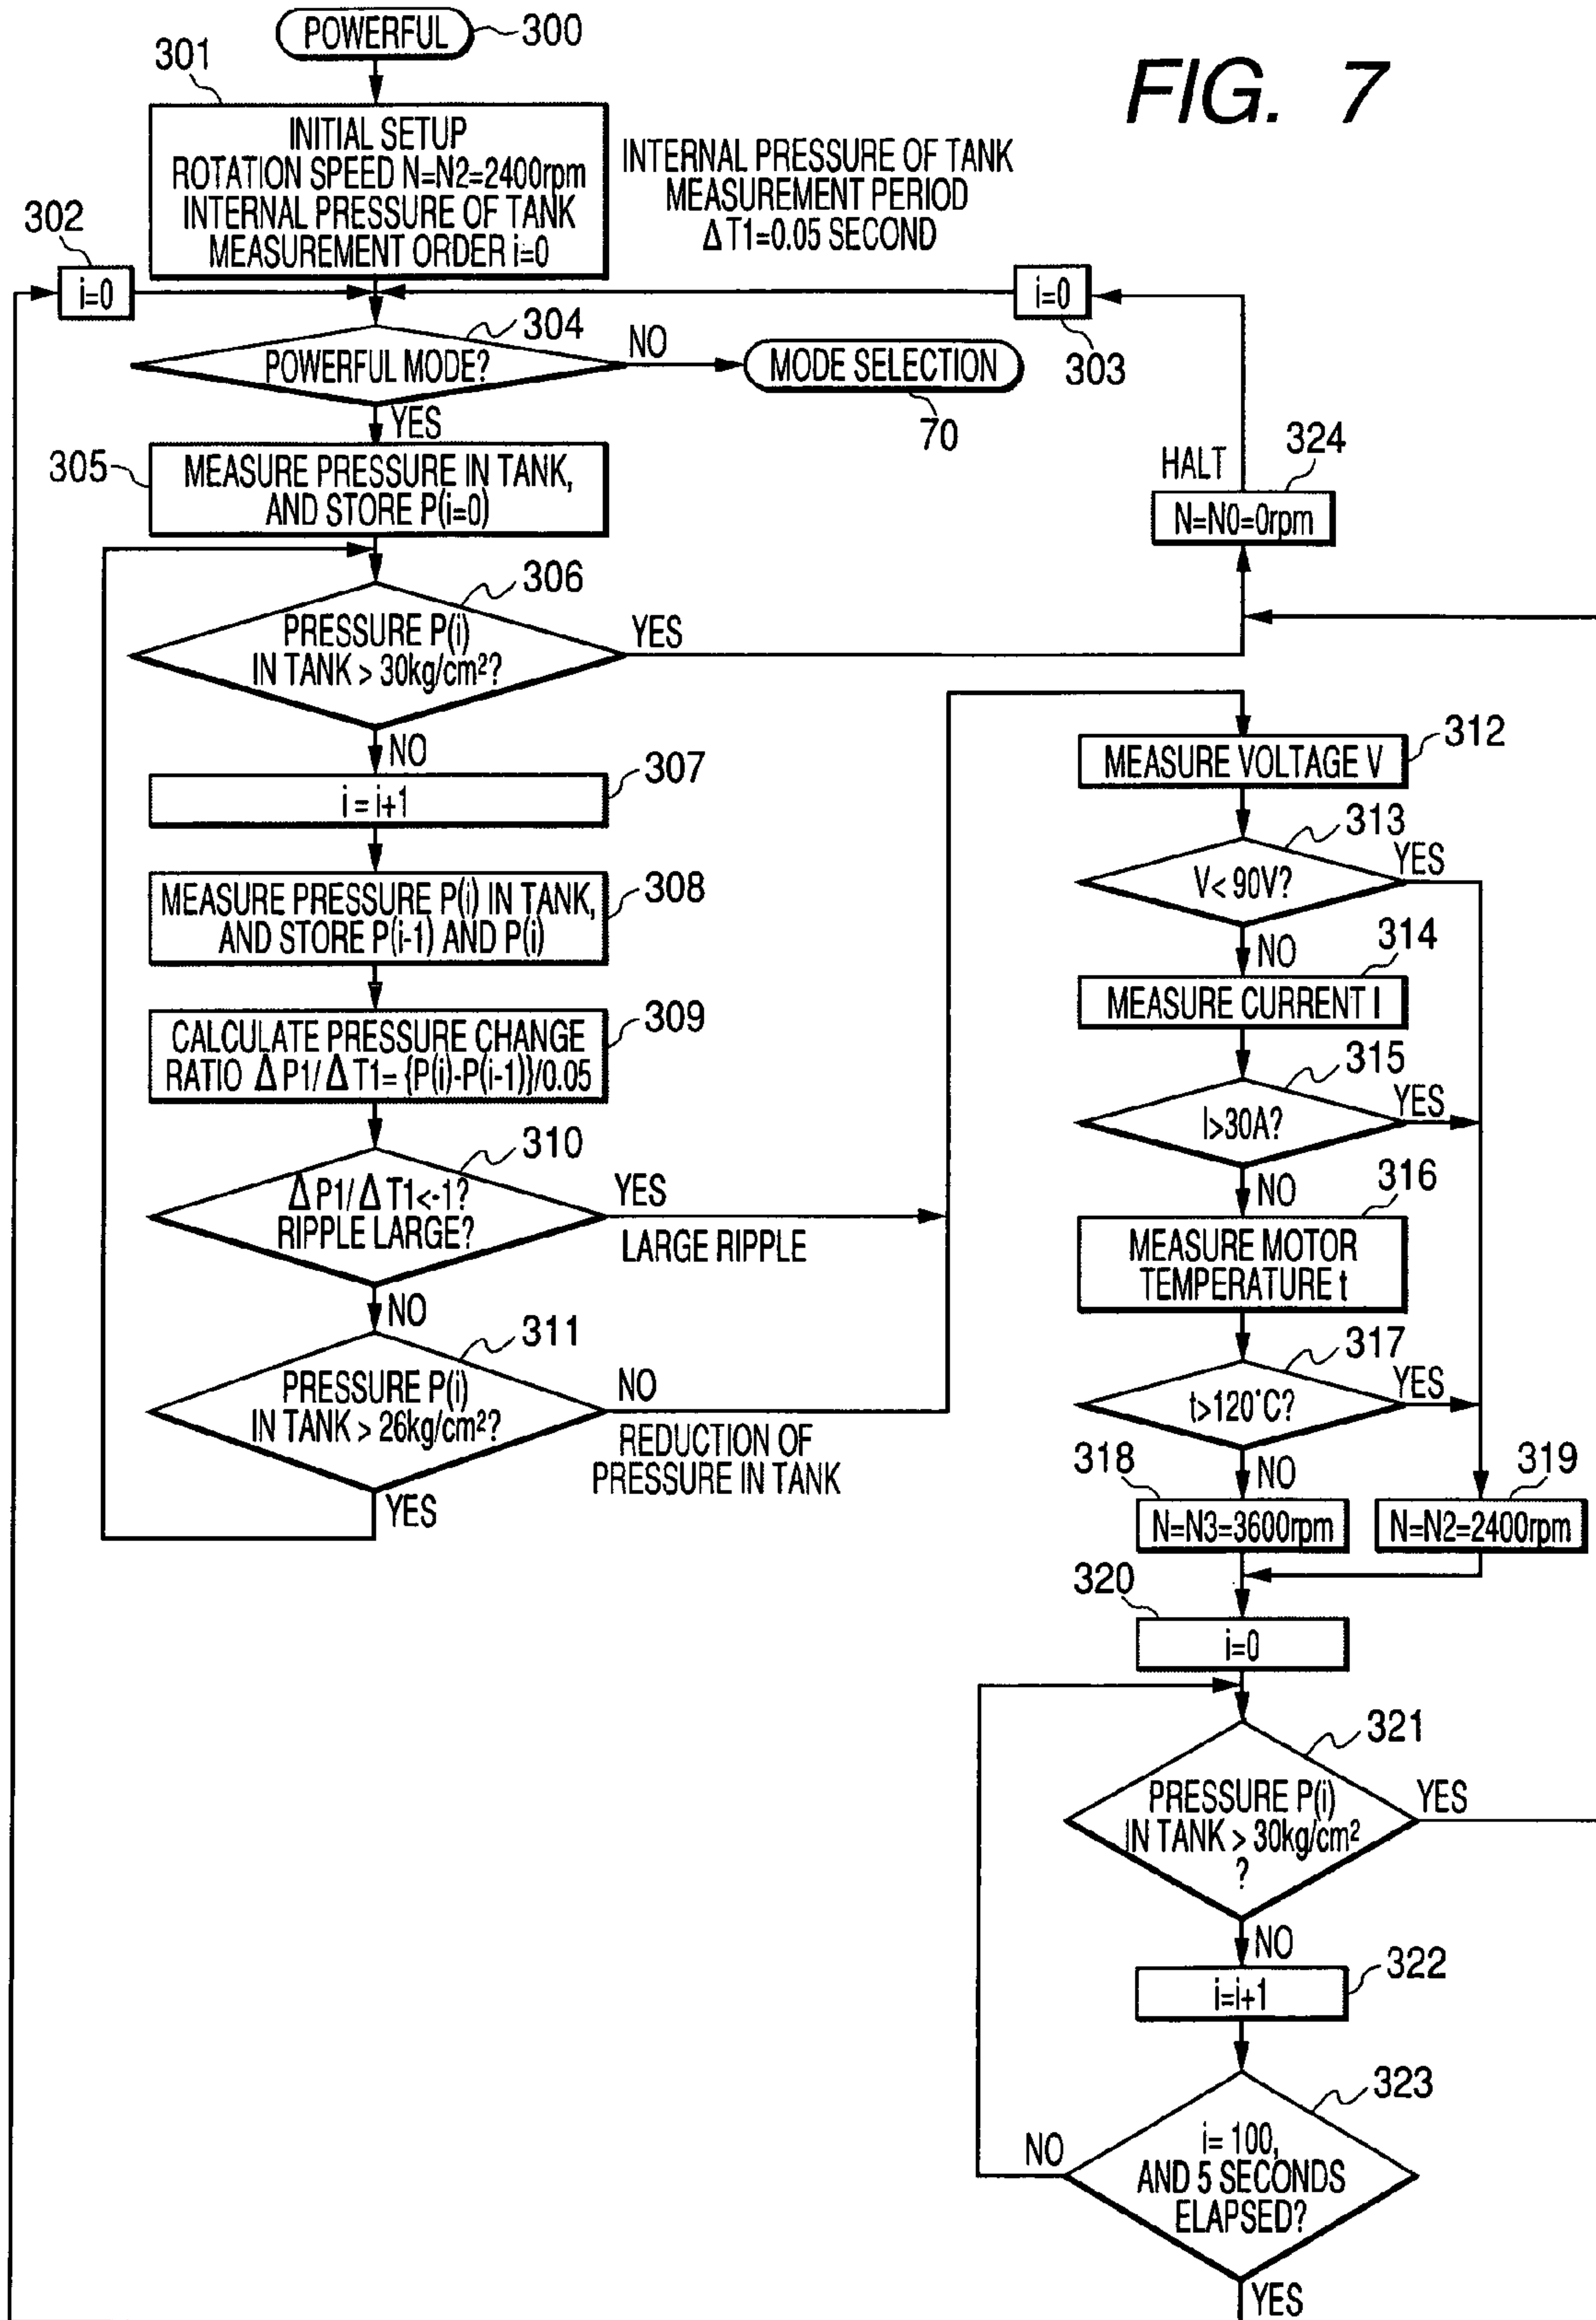 FIG. 7
POWERFUL
300
301
INITIAL SETUP
ROTATION SPEED N=N2=2400rpm
INTERNAL PRESSURE OF TANK
MEASUREMENT ORDER i=0
INTERNAL PRESSURE OF TANK
MEASUREMENT PERIOD
ΔT1=0.05 SECOND
302
i=0
i=0
303
304
POWERFUL MODE?
NO
MODE SELECTION
70
YES
305
MEASURE PRESSURE IN TANK,
AND STORE P(i=0)
HALT
324
N=N0=0rpm
306
PRESSURE P(i)
IN TANK > 30kg/cm²?
YES
NO
307
i = i+1
308
MEASURE PRESSURE P(i) IN TANK,
AND STORE P(i-1) AND P(i)
309
CALCULATE PRESSURE CHANGE
RATIO ΔP1/ΔT1= {P(i)-P(i-1)}/0.05
310
ΔP1/ΔT1<-1?
RIPPLE LARGE?
YES
LARGE RIPPLE
NO
311
PRESSURE P(i)
IN TANK > 26kg/cm²?
NO
REDUCTION OF
PRESSURE IN TANK
YES
312
MEASURE VOLTAGE V
313
V< 90V?
YES
NO
314
MEASURE CURRENT I
315
I>30A?
YES
NO
316
MEASURE MOTOR
TEMPERATURE t
317
t>120°C?
YES
NO
318
N=N3=3600rpm
319
N=N2=2400rpm
320
i=0
321
PRESSURE P(i)
IN TANK > 30kg/cm²
?
YES
NO
322
i=i+1
323
i= 100,
AND 5 SECONDS
ELAPSED?
NO
YES